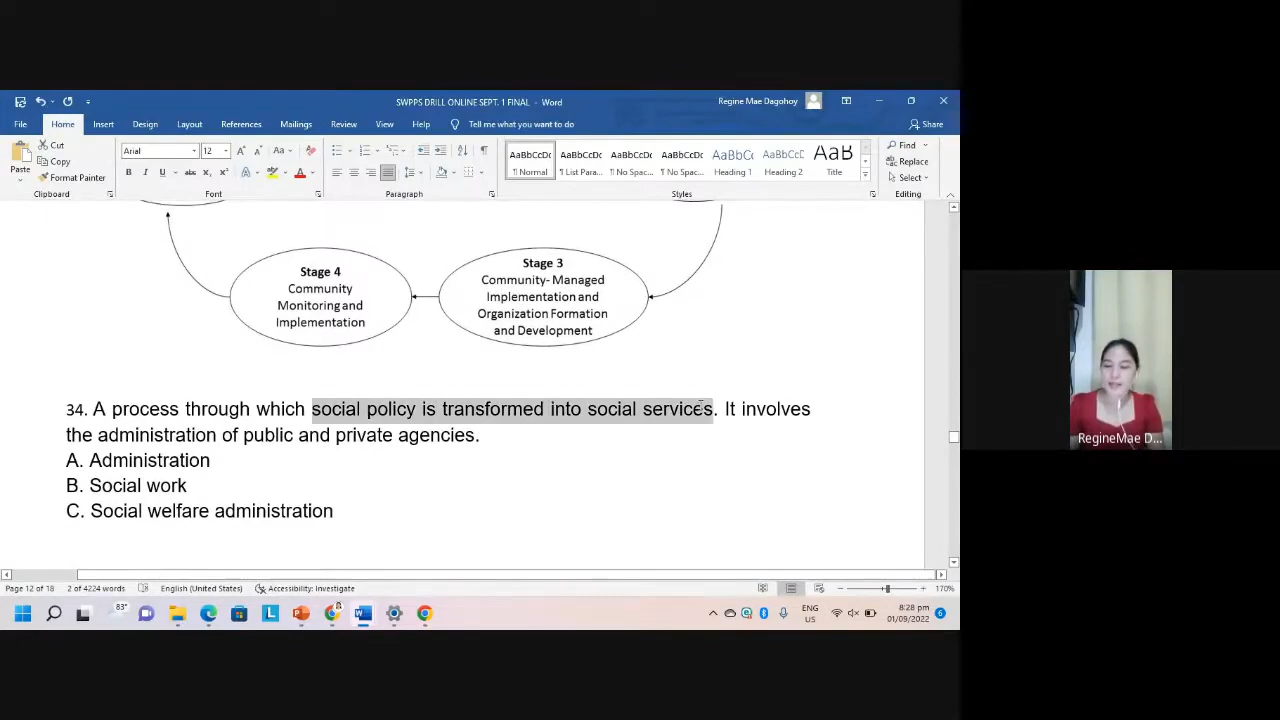 SWPPS DRILL ONLINE SEPT. 1 FINAL - Word
Regine Mae Dagohoy
File Home Insert Design Layout References Mailings Review View Help Tell me what you want to do
Share
Paste
Cut
Copy
Format Painter
Clipboard
Arial
12
Font
Paragraph
AaBbCcDc AaBbCcDc AaBbCcDc AaBbCcDc AaBbCc AaBbCcD AaB
¶ Normal ¶ List Para... ¶ No Spac... ¶ No Spac... Heading 1 Heading 2 Title
Styles
Find
Replace
Select
Editing
Stage 4
Community
Monitoring and
Implementation
Stage 3
Community- Managed
Implementation and
Organization Formation
and Development
34. A process through which social policy is transformed into social services. It involves
the administration of public and private agencies.
A. Administration
B. Social work
C. Social welfare administration
RegineMae D...
Page 12 of 18 2 of 4224 words English (United States) Accessibility: Investigate
170%
83°
ENG
US
8:28 pm
01/09/2022
6